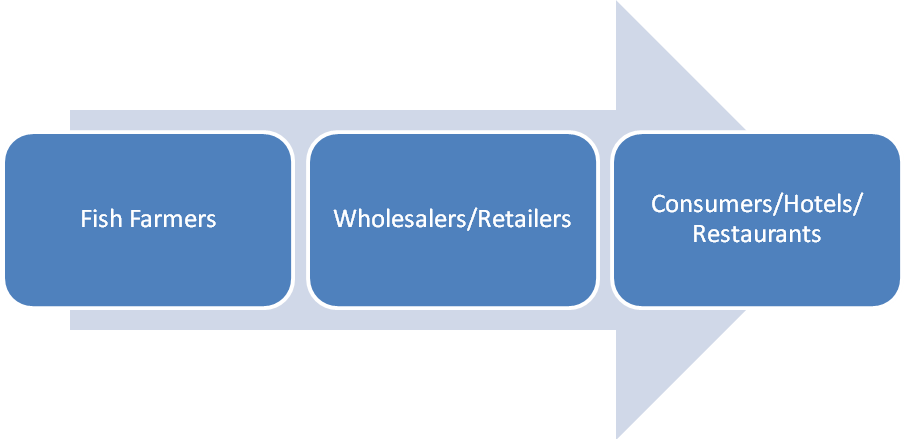 Fish Farmers
Wholesalers/Retailers
Consumers/Hotels/
Restaurants